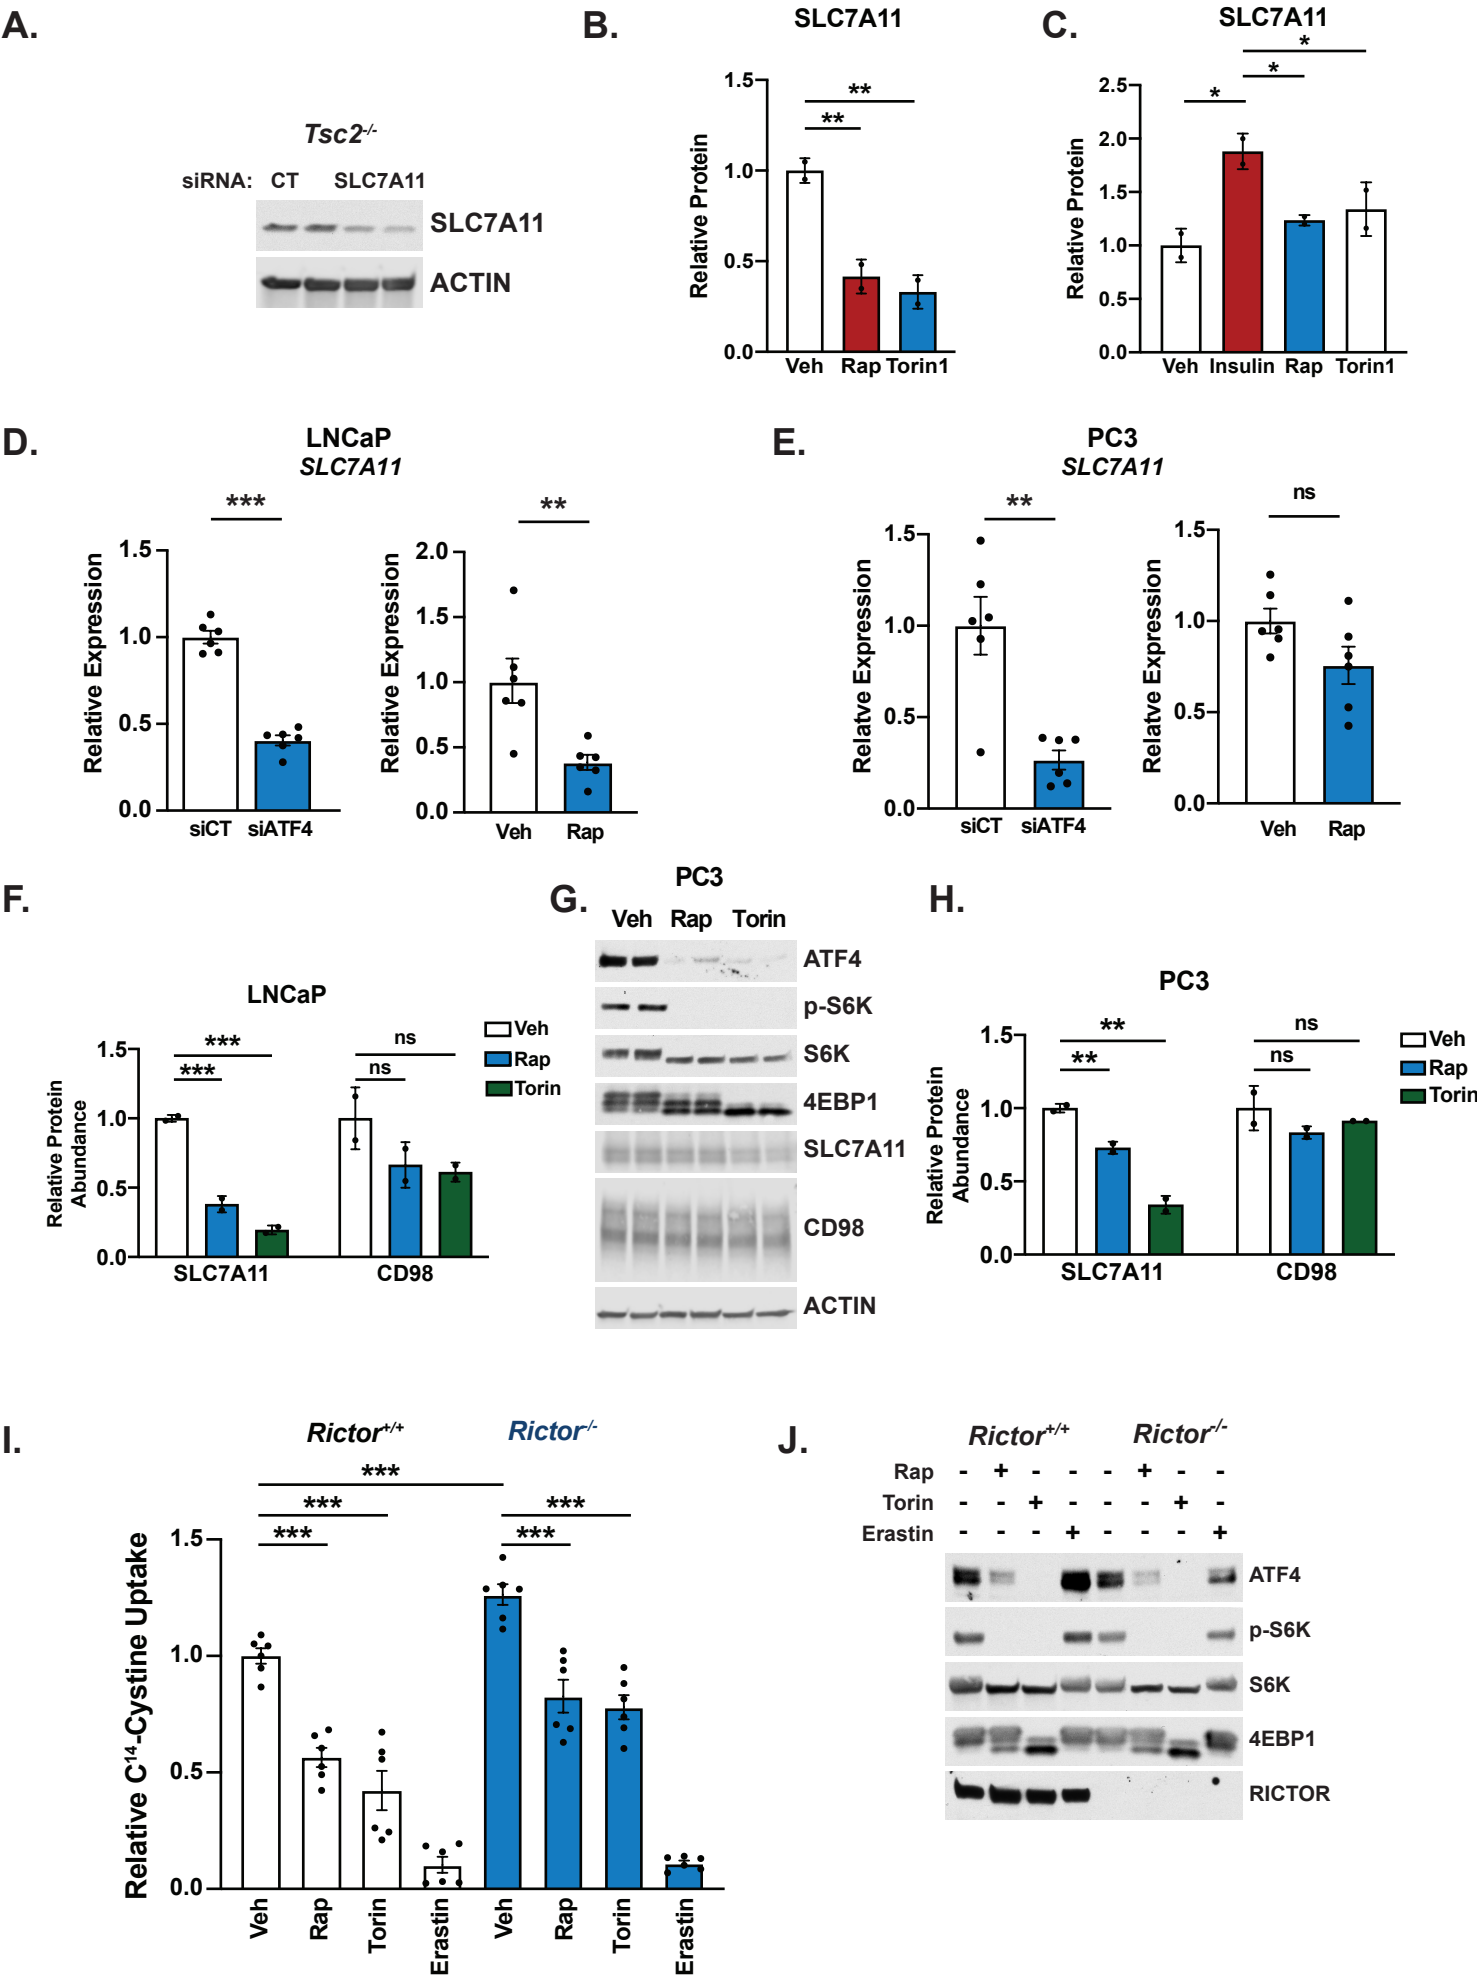 A.
Tsc2-/-
siRNA: CT SLC7A11
SLC7A11
ACTIN
B.
SLC7A11
Relative Protein
1.5
1.0
0.5
0.0
**
**
Veh Rap Torin1
C.
SLC7A11
Relative Protein
2.5
2.0
1.5
1.0
0.5
0.0
*
*
*
Veh Insulin Rap Torin1
D.
LNCaP
SLC7A11
***
Relative Expression
1.5
1.0
0.5
0.0
siCT siATF4
**
Relative Expression
2.0
1.5
1.0
0.5
0.0
Veh Rap
E.
PC3
SLC7A11
**
Relatve Expression
1.5
1.0
0.5
0.0
siCT siATF4
ns
Relatve Expression
1.5
1.0
0.5
0.0
Veh Rap
F.
LNCaP
Relative Protein
Abundance
1.5
1.0
0.5
0.0
***
***
ns
ns
Veh
Rap
Torin
SLC7A11 CD98
G.
PC3
Veh Rap Torin
ATF4
p-S6K
S6K
4EBP1
SLC7A11
CD98
ACTIN
H.
PC3
Relative Protein
Abundance
1.5
1.0
0.5
0.0
**
**
ns
ns
Veh
Rap
Torin
SLC7A11 CD98
I.
Rictor+/+ Rictor-/-
***
***
***
***
***
Relative C14-Cystine Uptake
1.5
1.0
0.5
0.0
Veh Rap Torin Erastin Veh Rap Torin Erastin
J.
Rictor+/+ Rictor-/-
Rap - + - - - + - -
Torin - - + - - - + -
Erastin - - - + - - - +
ATF4
p-S6K
S6K
4EBP1
RICTOR